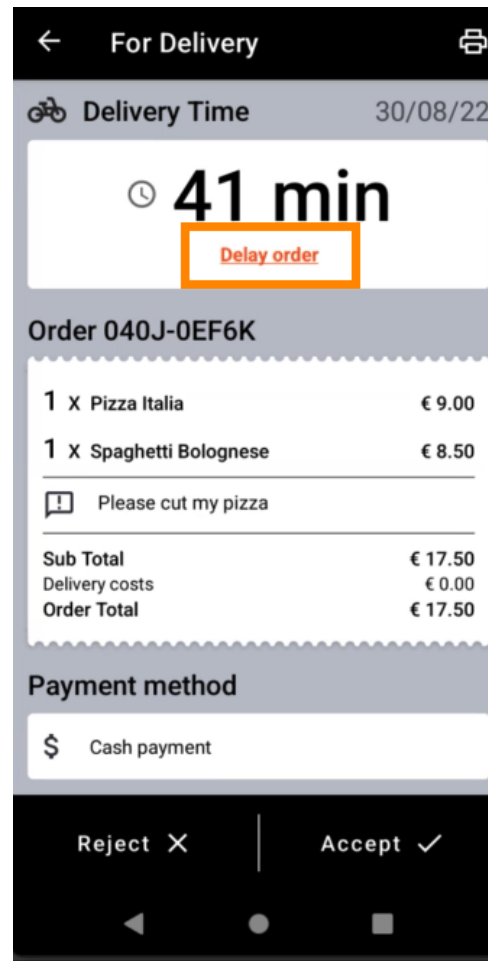 For Delivery
Delivery Time 30/08/22
41 min
Delay order
Order 040J-0EF6K
1 X Pizza Italia € 9.00
1 X Spaghetti Bolognese € 8.50
Please cut my pizza
Sub Total € 17.50
Delivery costs € 0.00
Order Total € 17.50
Payment method
$ Cash payment
Reject Accept